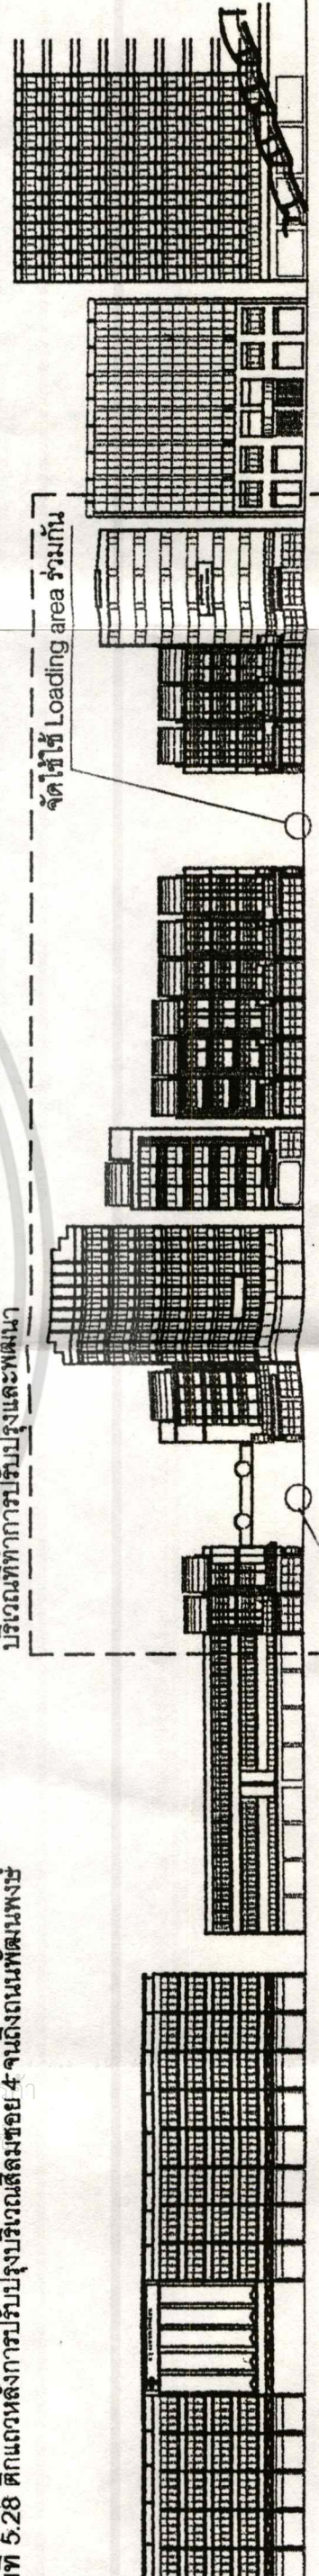 ที่ 5.28 ตึกแถวหลังการปรับปรุงบริเวณสีลมซอย 4 จนถึงถนนพัฒน์พงษ์
บริเวณที่ทำการปรับปรุงและพัฒนา
จัดใช้ใช้ Loading area ร่วมกัน